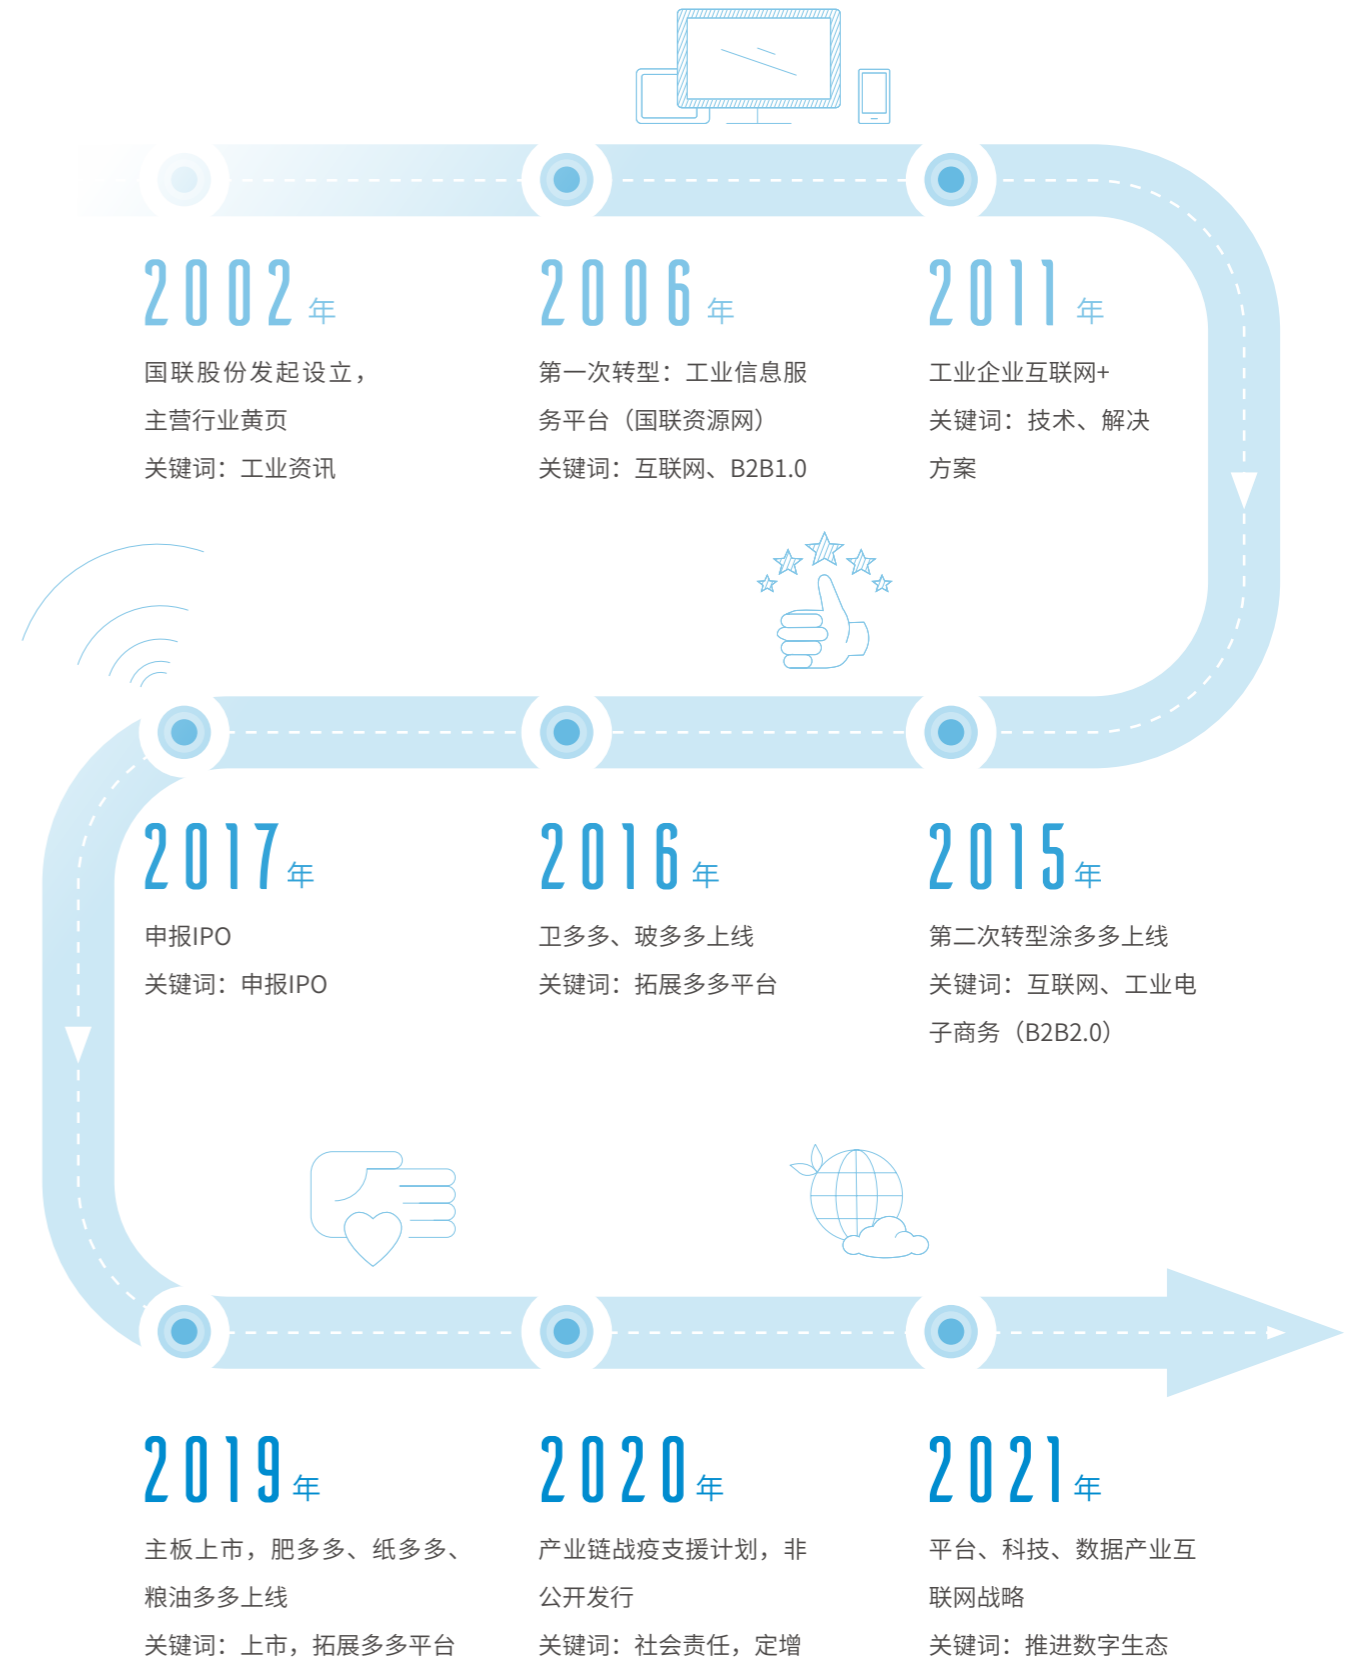 2002年
国联股份发起设立，
主营行业黄页
关键词：工业资讯
2006年
第一次转型：工业信息服
务平台（国联资源网）
关键词：互联网、B2B1.0
2011年
工业企业互联网+
关键词：技术、解决
方案
2017年
申报IPO
关键词：申报IPO
2016年
卫多多、玻多多上线
关键词：拓展多多平台
2015年
第二次转型涂多多上线
关键词：互联网、工业电
子商务（B2B2.0）
2019年
主板上市，肥多多、纸多多、
粮油多多上线
关键词：上市，拓展多多平台
2020年
产业链战疫支援计划，非
公开发行
关键词：社会责任，定增
2021年
平台、科技、数据产业互
联网战略
关键词：推进数字生态